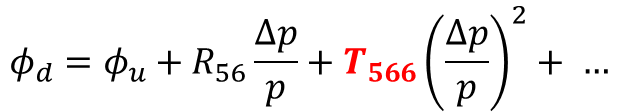 ϕ_d = ϕ_u + R_56 Δp/p + T_566 (Δp/p)^2 + ...